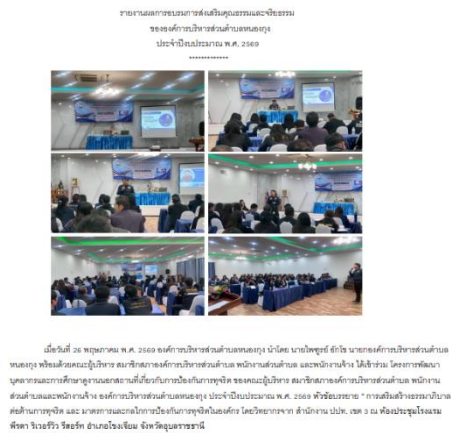 รายงานผลการอบรมการส่งเสริมคุณธรรมและจริยธรรม
ขององค์การบริหารส่วนตำบลหนองกุง
ประจำปีงบประมาณ พ.ศ. 2569
*************
เมื่อวันที่ 26 พฤษภาคม พ.ศ. 2569 องค์การบริหารส่วนตำบลหนองกุง นำโดย นายไพฑูรย์ อักโข นายกองค์การบริหารส่วนตำบล
หนองกุง พร้อมด้วยคณะผู้บริหาร สมาชิกสภาองค์การบริหารส่วนตำบล พนักงานส่วนตำบล และพนักงานจ้าง ได้เข้าร่วม โครงการพัฒนา
บุคลากรและการศึกษาดูงานนอกสถานที่เกี่ยวกับการป้องกันการทุจริต ของคณะผู้บริหาร สมาชิกสภาองค์การบริหารส่วนตำบล พนักงาน
ส่วนตำบลและพนักงานจ้าง องค์การบริหารส่วนตำบลหนองกุง ประจำปีงบประมาณ พ.ศ. 2569 หัวข้อบรรยาย " การเสริมสร้างธรรมาภิบาล
ต่อต้านการทุจริต และ มาตรการและกลไกการป้องกันการทุจริตในองค์กร โดยวิทยากรจาก สำนักงาน ปปท. เขต 3 ณ ห้องประชุมโรงแรม
พีรดา ริเวอร์วิว รีสอร์ท อำเภอโขงเจียม จังหวัดอุบลราชธานี